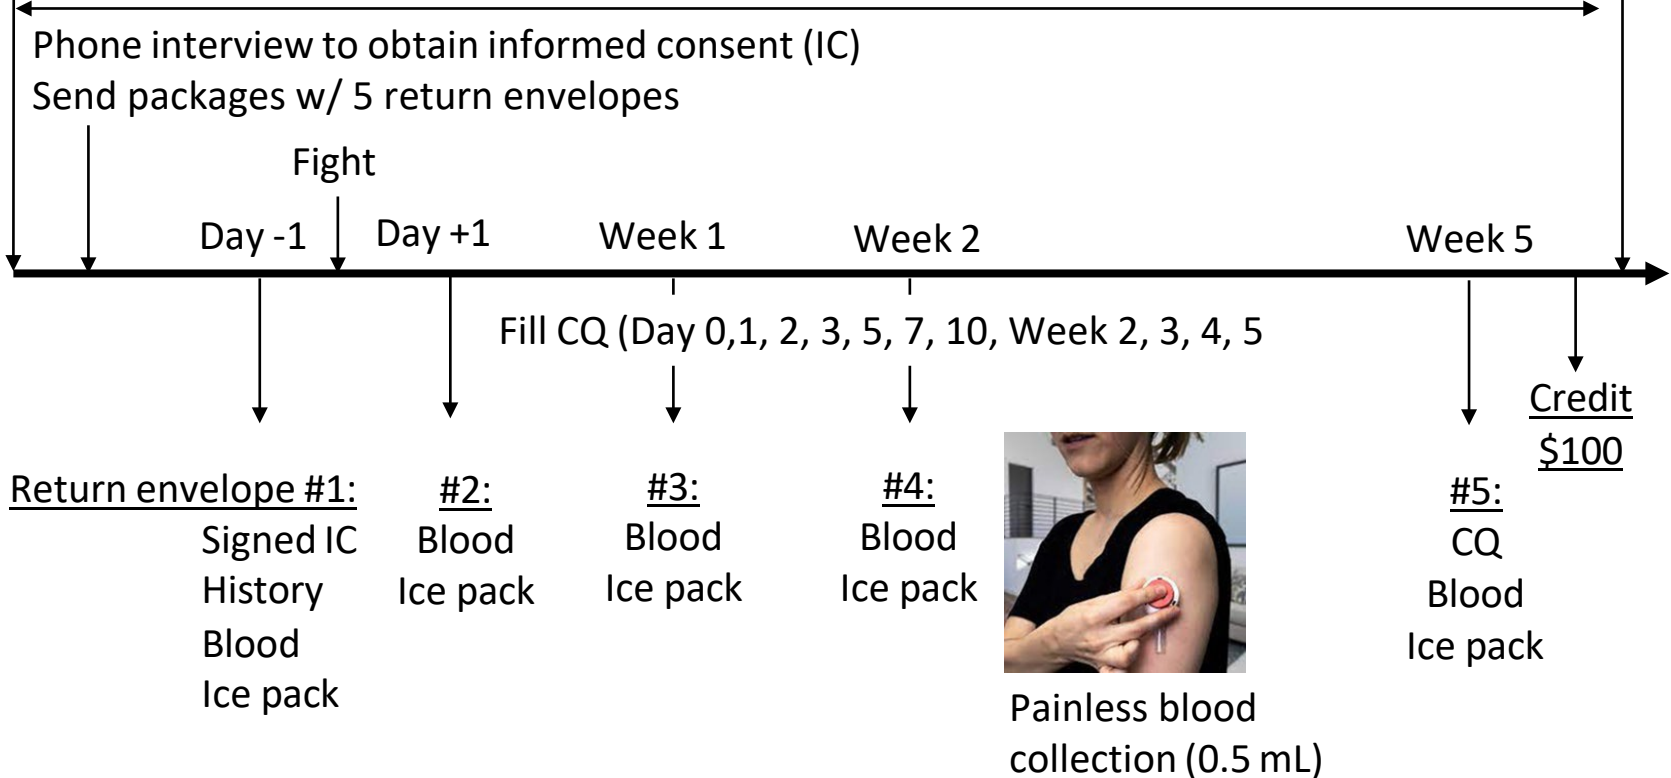 Phone interview to obtain informed consent (IC)
Send packages w/ 5 return envelopes
Fight
Day -1
Day +1
Week 1
Week 2
Week 5
Fill CQ (Day 0,1, 2, 3, 5, 7, 10, Week 2, 3, 4, 5
Credit
$100
Return envelope #1:
Signed IC
History
Blood
Ice pack
#2:
Blood
Ice pack
#3:
Blood
Ice pack
#4:
Blood
Ice pack
Painless blood
collection (0.5 mL)
#5:
CQ
Blood
Ice pack